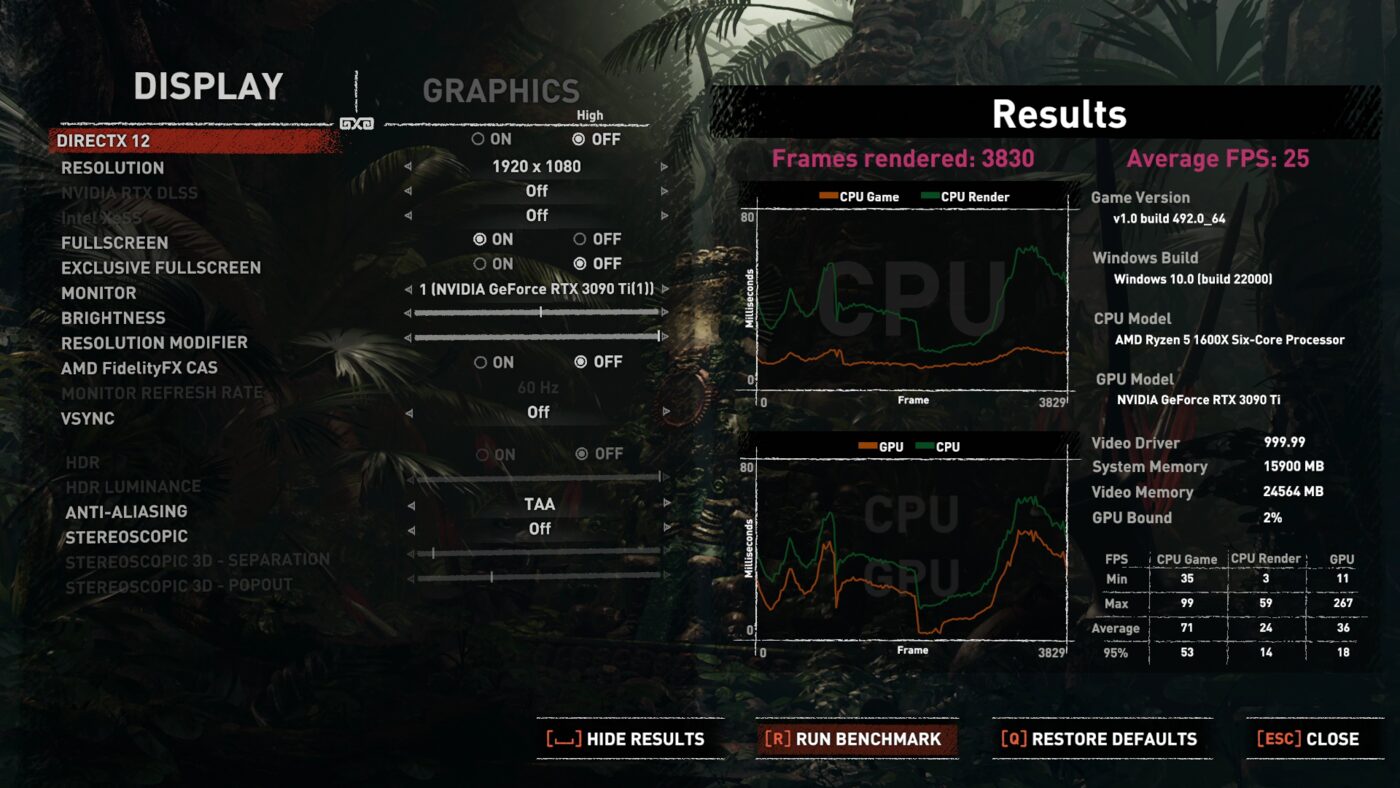 DISPLAY
GRAPHICS
High
DIRECTX 12 ON OFF
RESOLUTION 1920 x 1080
NVIDIA RTX DLSS Off
Intel XeSS Off
FULLSCREEN ON OFF
EXCLUSIVE FULLSCREEN ON OFF
MONITOR 1 (NVIDIA GeForce RTX 3090 Ti(1))
BRIGHTNESS
RESOLUTION MODIFIER
AMD FidelityFX CAS ON OFF
MONITOR REFRESH RATE 60 Hz
VSYNC Off
HDR ON OFF
HDR LUMINANCE
ANTI-ALIASING TAA
STEREOSCOPIC Off
STEREOSCOPIC 3D - SEPARATION
STEREOSCOPIC 3D - POPOUT
Results
Frames rendered: 3830 Average FPS: 25
CPU Game CPU Render
80
CPU
Milliseconds
0
0 Frame 3829
GPU CPU
80
CPU
GPU
Milliseconds
0
0 Frame 3829
Game Version
v1.0 build 492.0_64
Windows Build
Windows 10.0 (build 22000)
CPU Model
AMD Ryzen 5 1600X Six-Core Processor
GPU Model
NVIDIA GeForce RTX 3090 Ti
Video Driver 999.99
System Memory 15900 MB
Video Memory 24564 MB
GPU Bound 2%
FPS CPU Game CPU Render GPU
Min 35 3 11
Max 99 59 267
Average 71 24 36
95% 53 14 18
[⎵] HIDE RESULTS
[R] RUN BENCHMARK
[Q] RESTORE DEFAULTS
[ESC] CLOSE